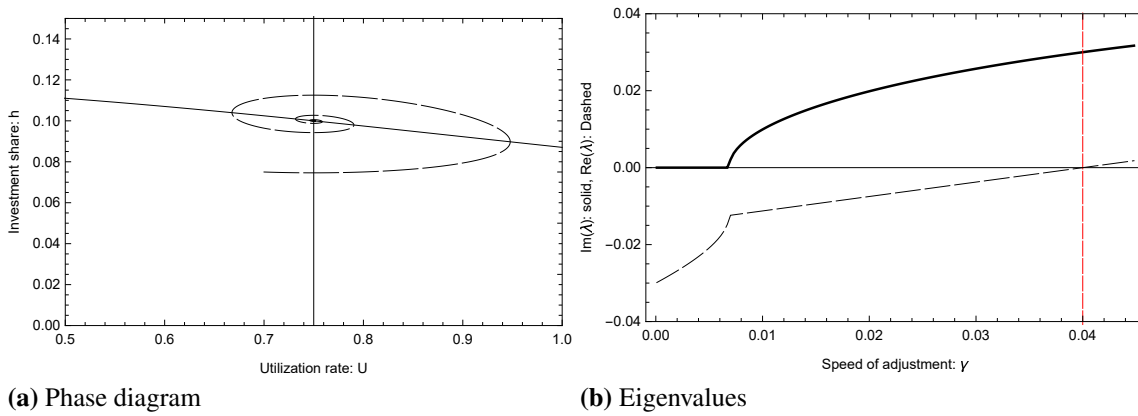 0.14
0.12
0.10
0.08
0.06
0.04
0.02
0.00
Investment share: h
0.5 0.6 0.7 0.8 0.9 1.0
Utilization rate: U
(a) Phase diagram
0.04
0.02
0.00
−0.02
−0.04
Im(λ): solid, Re(λ): Dashed
0.00 0.01 0.02 0.03 0.04
Speed of adjustment: γ
(b) Eigenvalues